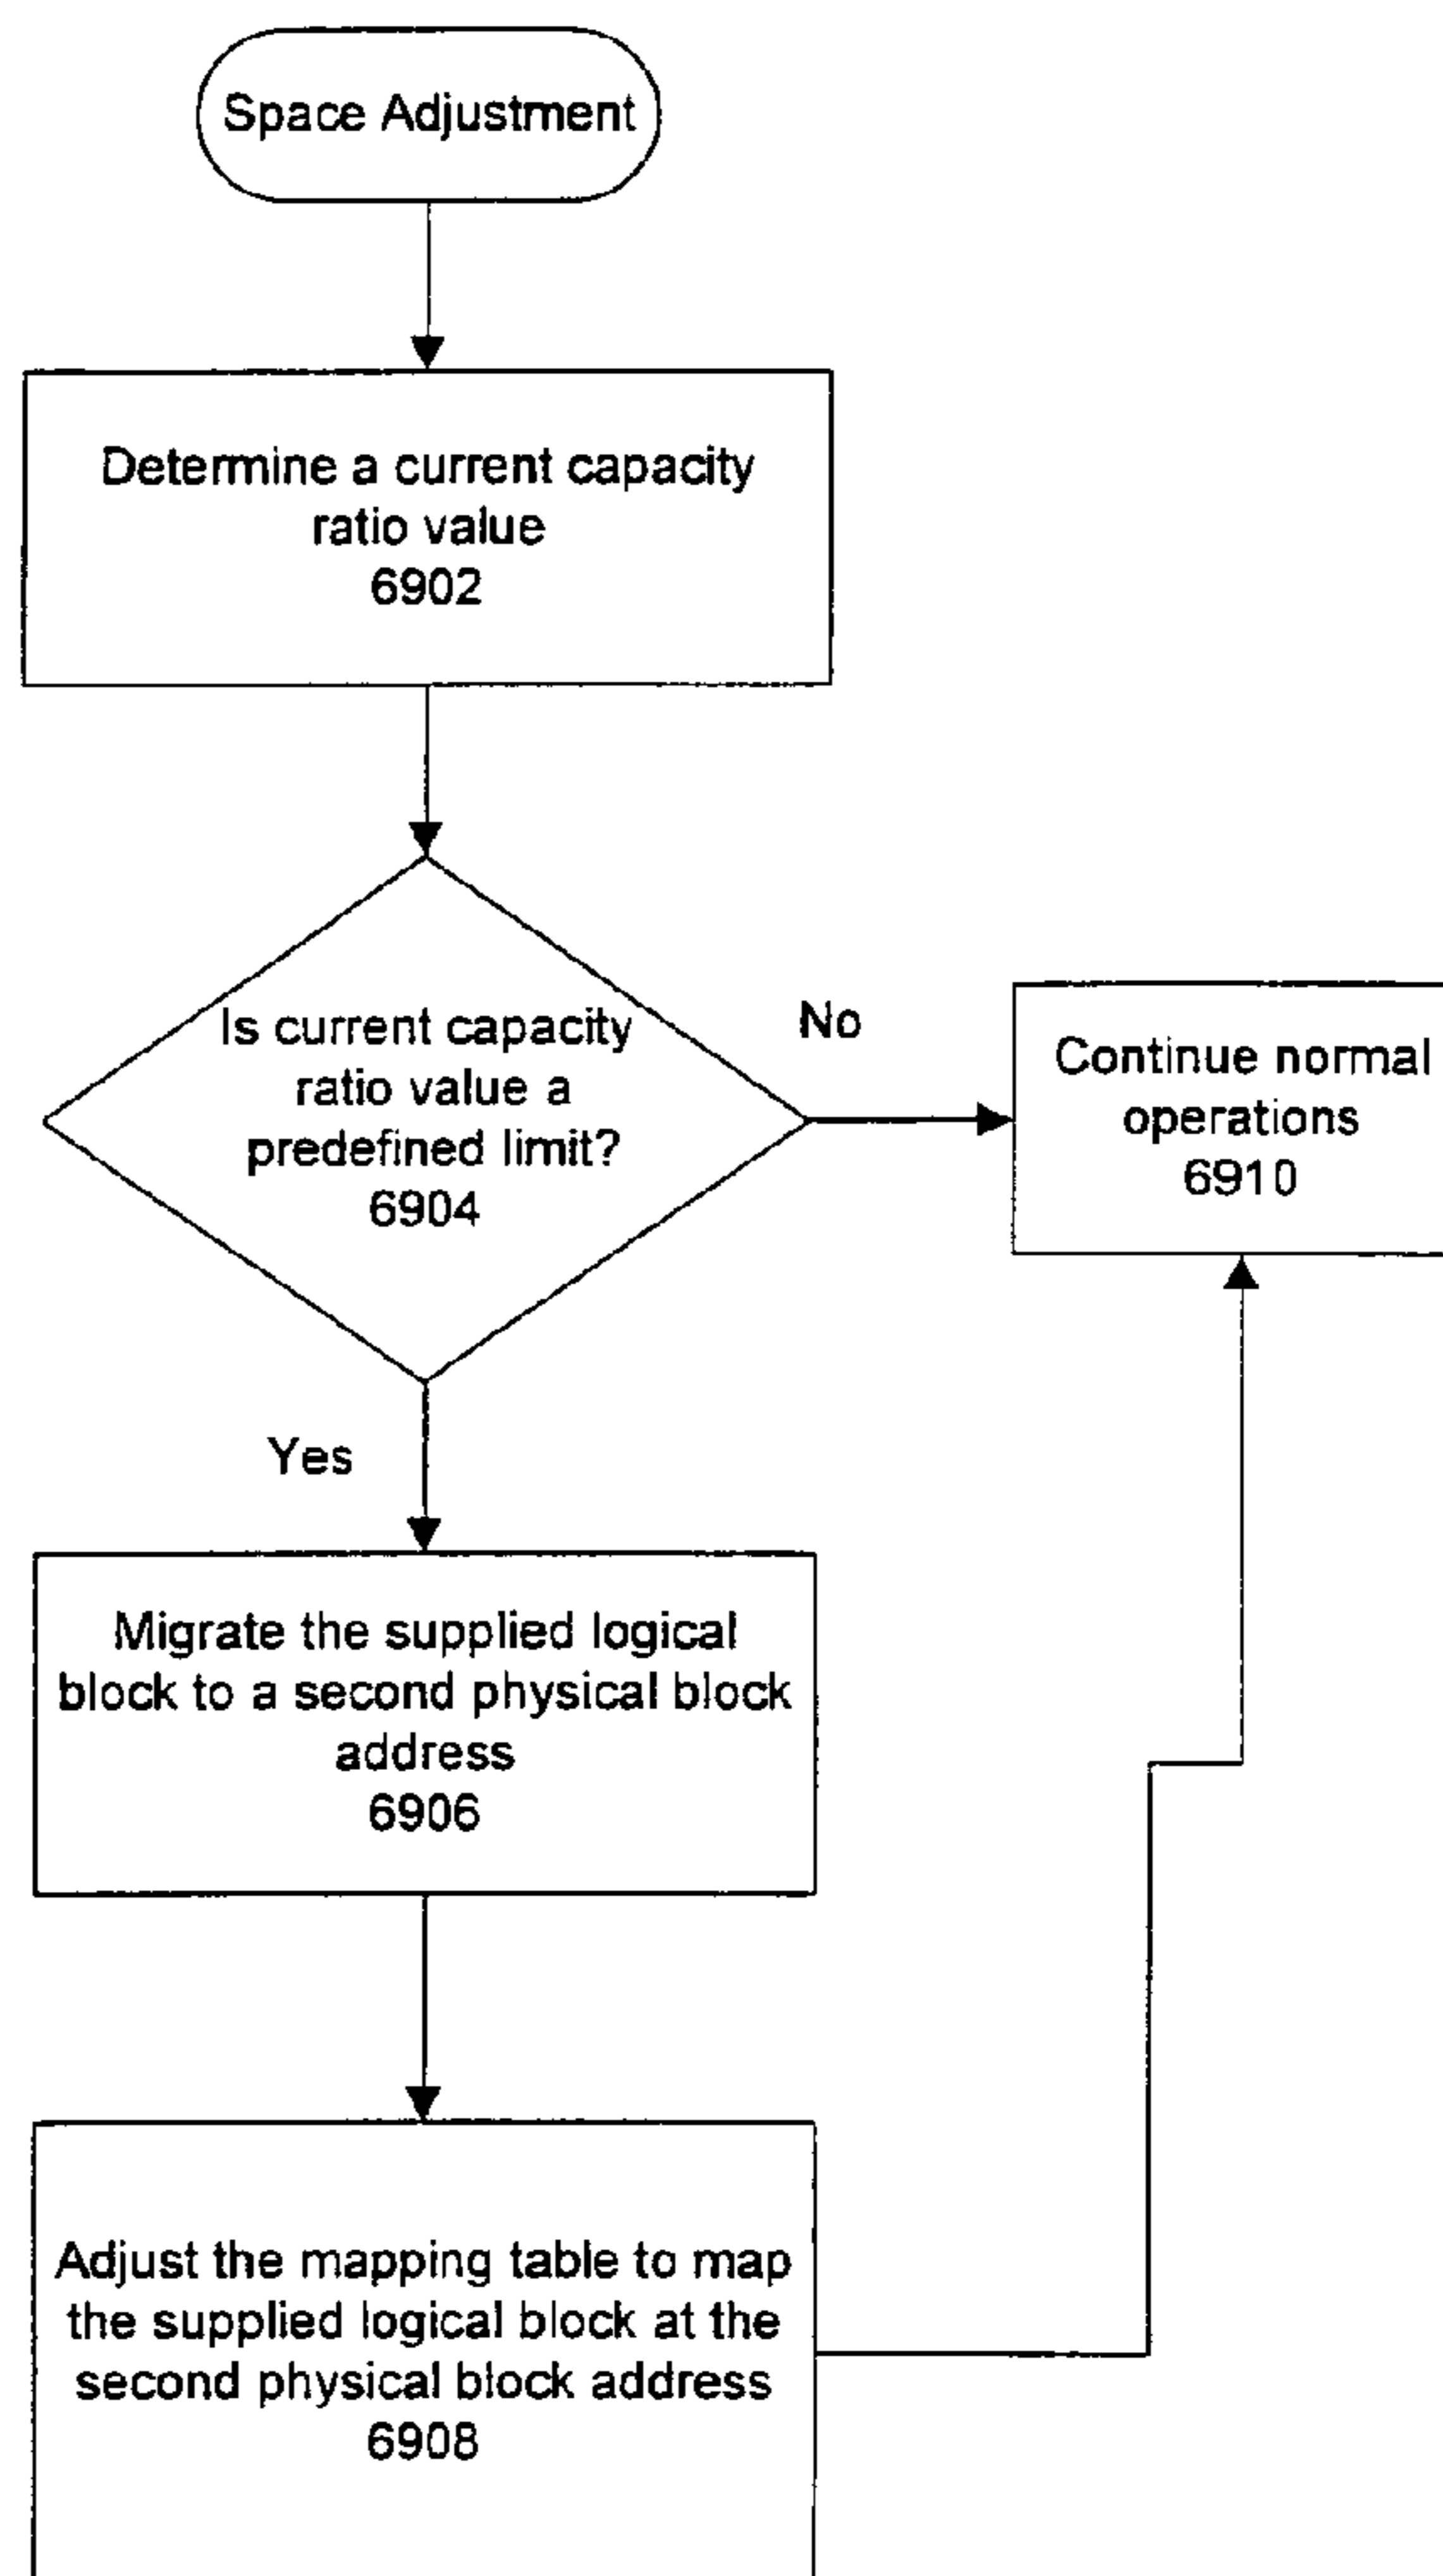 Space Adjustment
Determine a current capacity
ratio value
6902
Is current capacity
ratio value a
predefined limit?
6904
No
Continue normal
operations
6910
Yes
Migrate the supplied logical
block to a second physical block
address
6906
Adjust the mapping table to map
the supplied logical block at the
second physical block address
6908